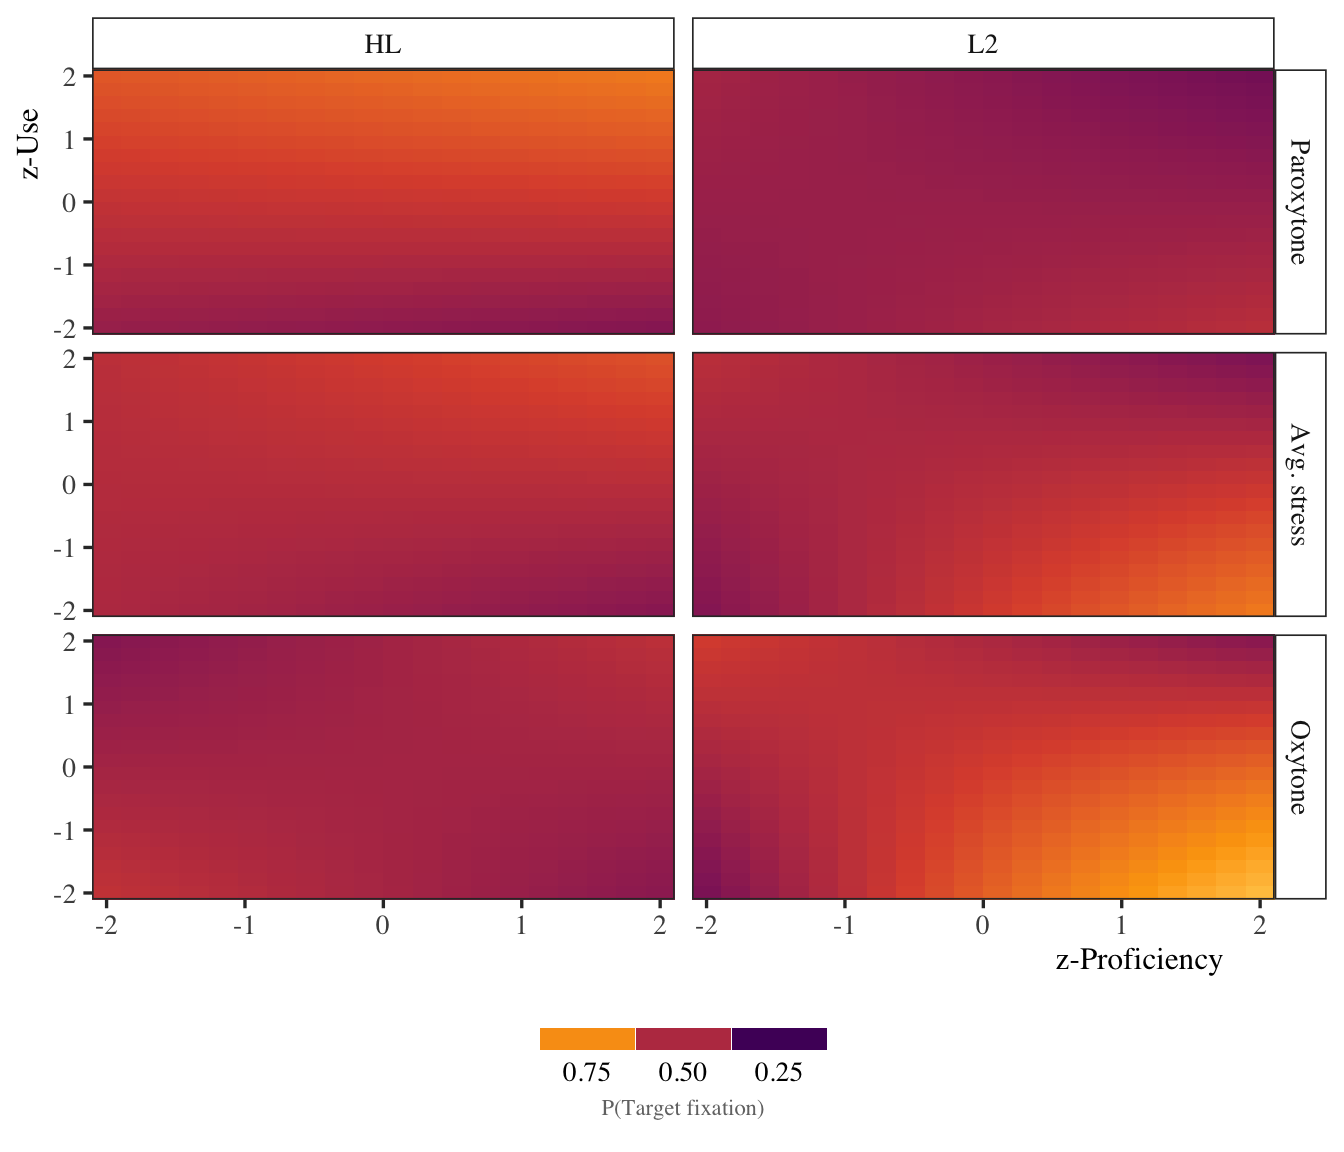 HL
L2
z-Use
2
1
0
-1
-2
Paroxytone
2
1
0
-1
-2
Avg. stress
2
1
0
-1
-2
Oxytone
-2 -1 0 1 2
-2 -1 0 1 2
z-Proficiency
0.75 0.50 0.25
P(Target fixation)